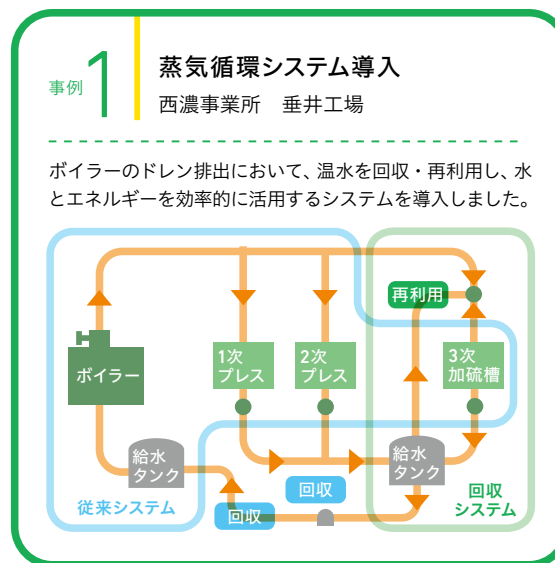 事例1
蒸気循環システム導入
西濃事業所　垂井工場
ボイラーのドレン排出において、温水を回収・再利用し、水
とエネルギーを効率的に活用するシステムを導入しました。
再利用
ボイラー
1次
プレス
2次
プレス
3次
加硫槽
給水
タンク
給水
タンク
回収
回収
従来システム
回収
システム